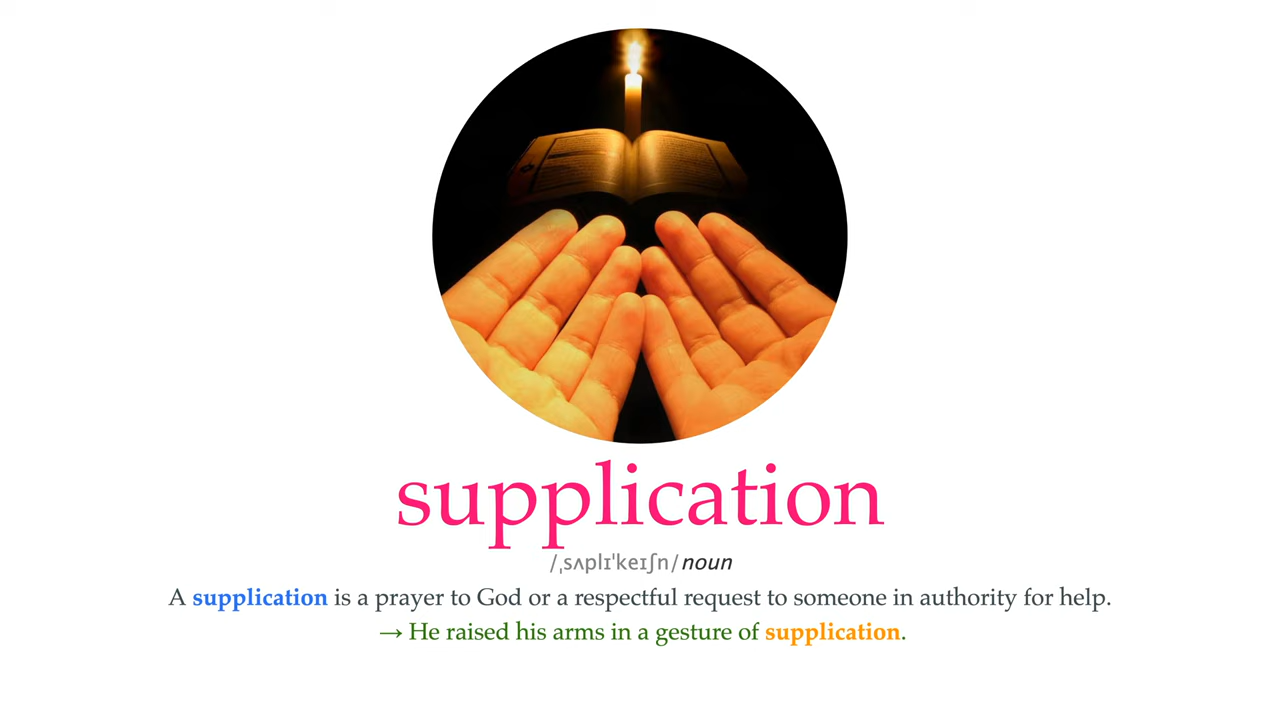 supplication
/ˌsʌplɪˈkeɪʃn/ noun
A supplication is a prayer to God or a respectful request to someone in authority for help.
→ He raised his arms in a gesture of supplication.